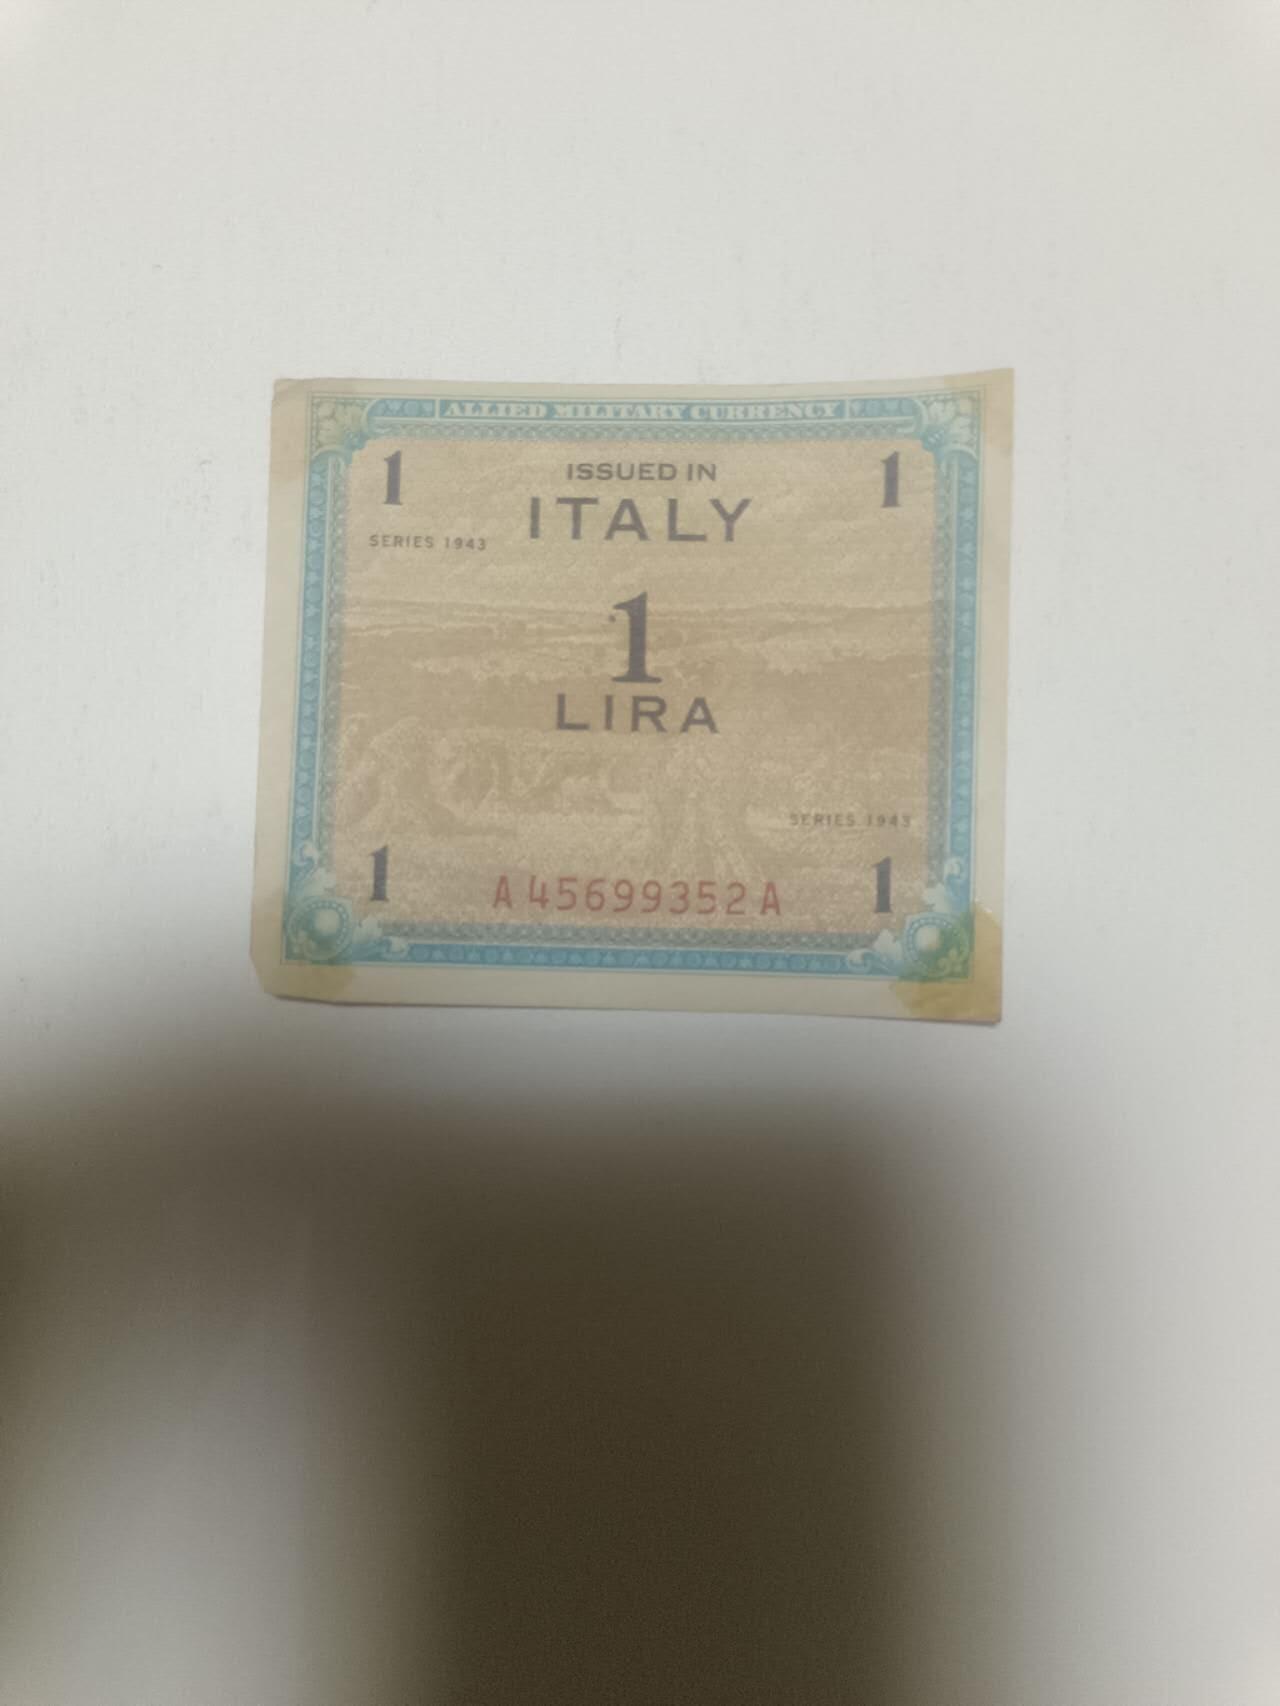 ALLIED MILITARY CURRENCY
1 ISSUED IN 1
ITALY
SERIES 1943
1
LIRA
SERIES 1943
1 A 45699352 A 1